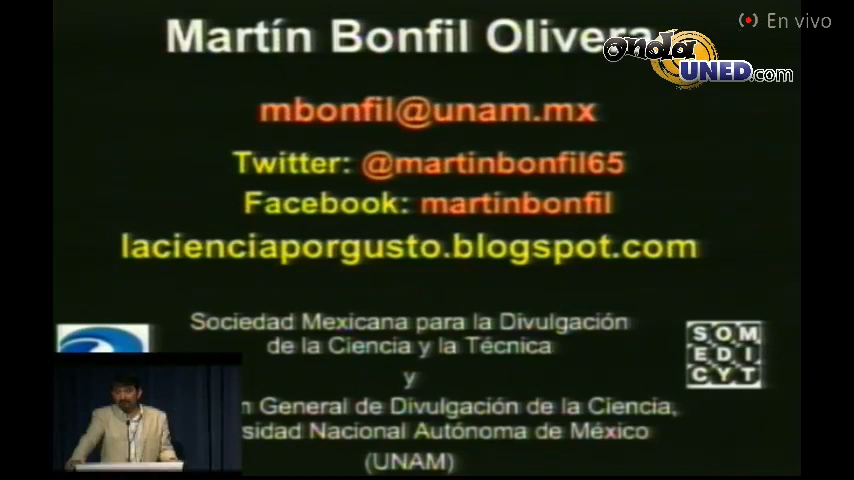 Martín Bonfil Olivera
En vivo
onda
UNED.com
mbonfil@unam.mx
Twitter: @martinbonfil65
Facebook: martinbonfil
lacienciaporgusto.blogspot.com
Sociedad Mexicana para la Divulgación
de la Ciencia y la Técnica
y
General de Divulgación de la Ciencia,
Nacional Autónoma de México
(UNAM)
SOM
EDI
CYT